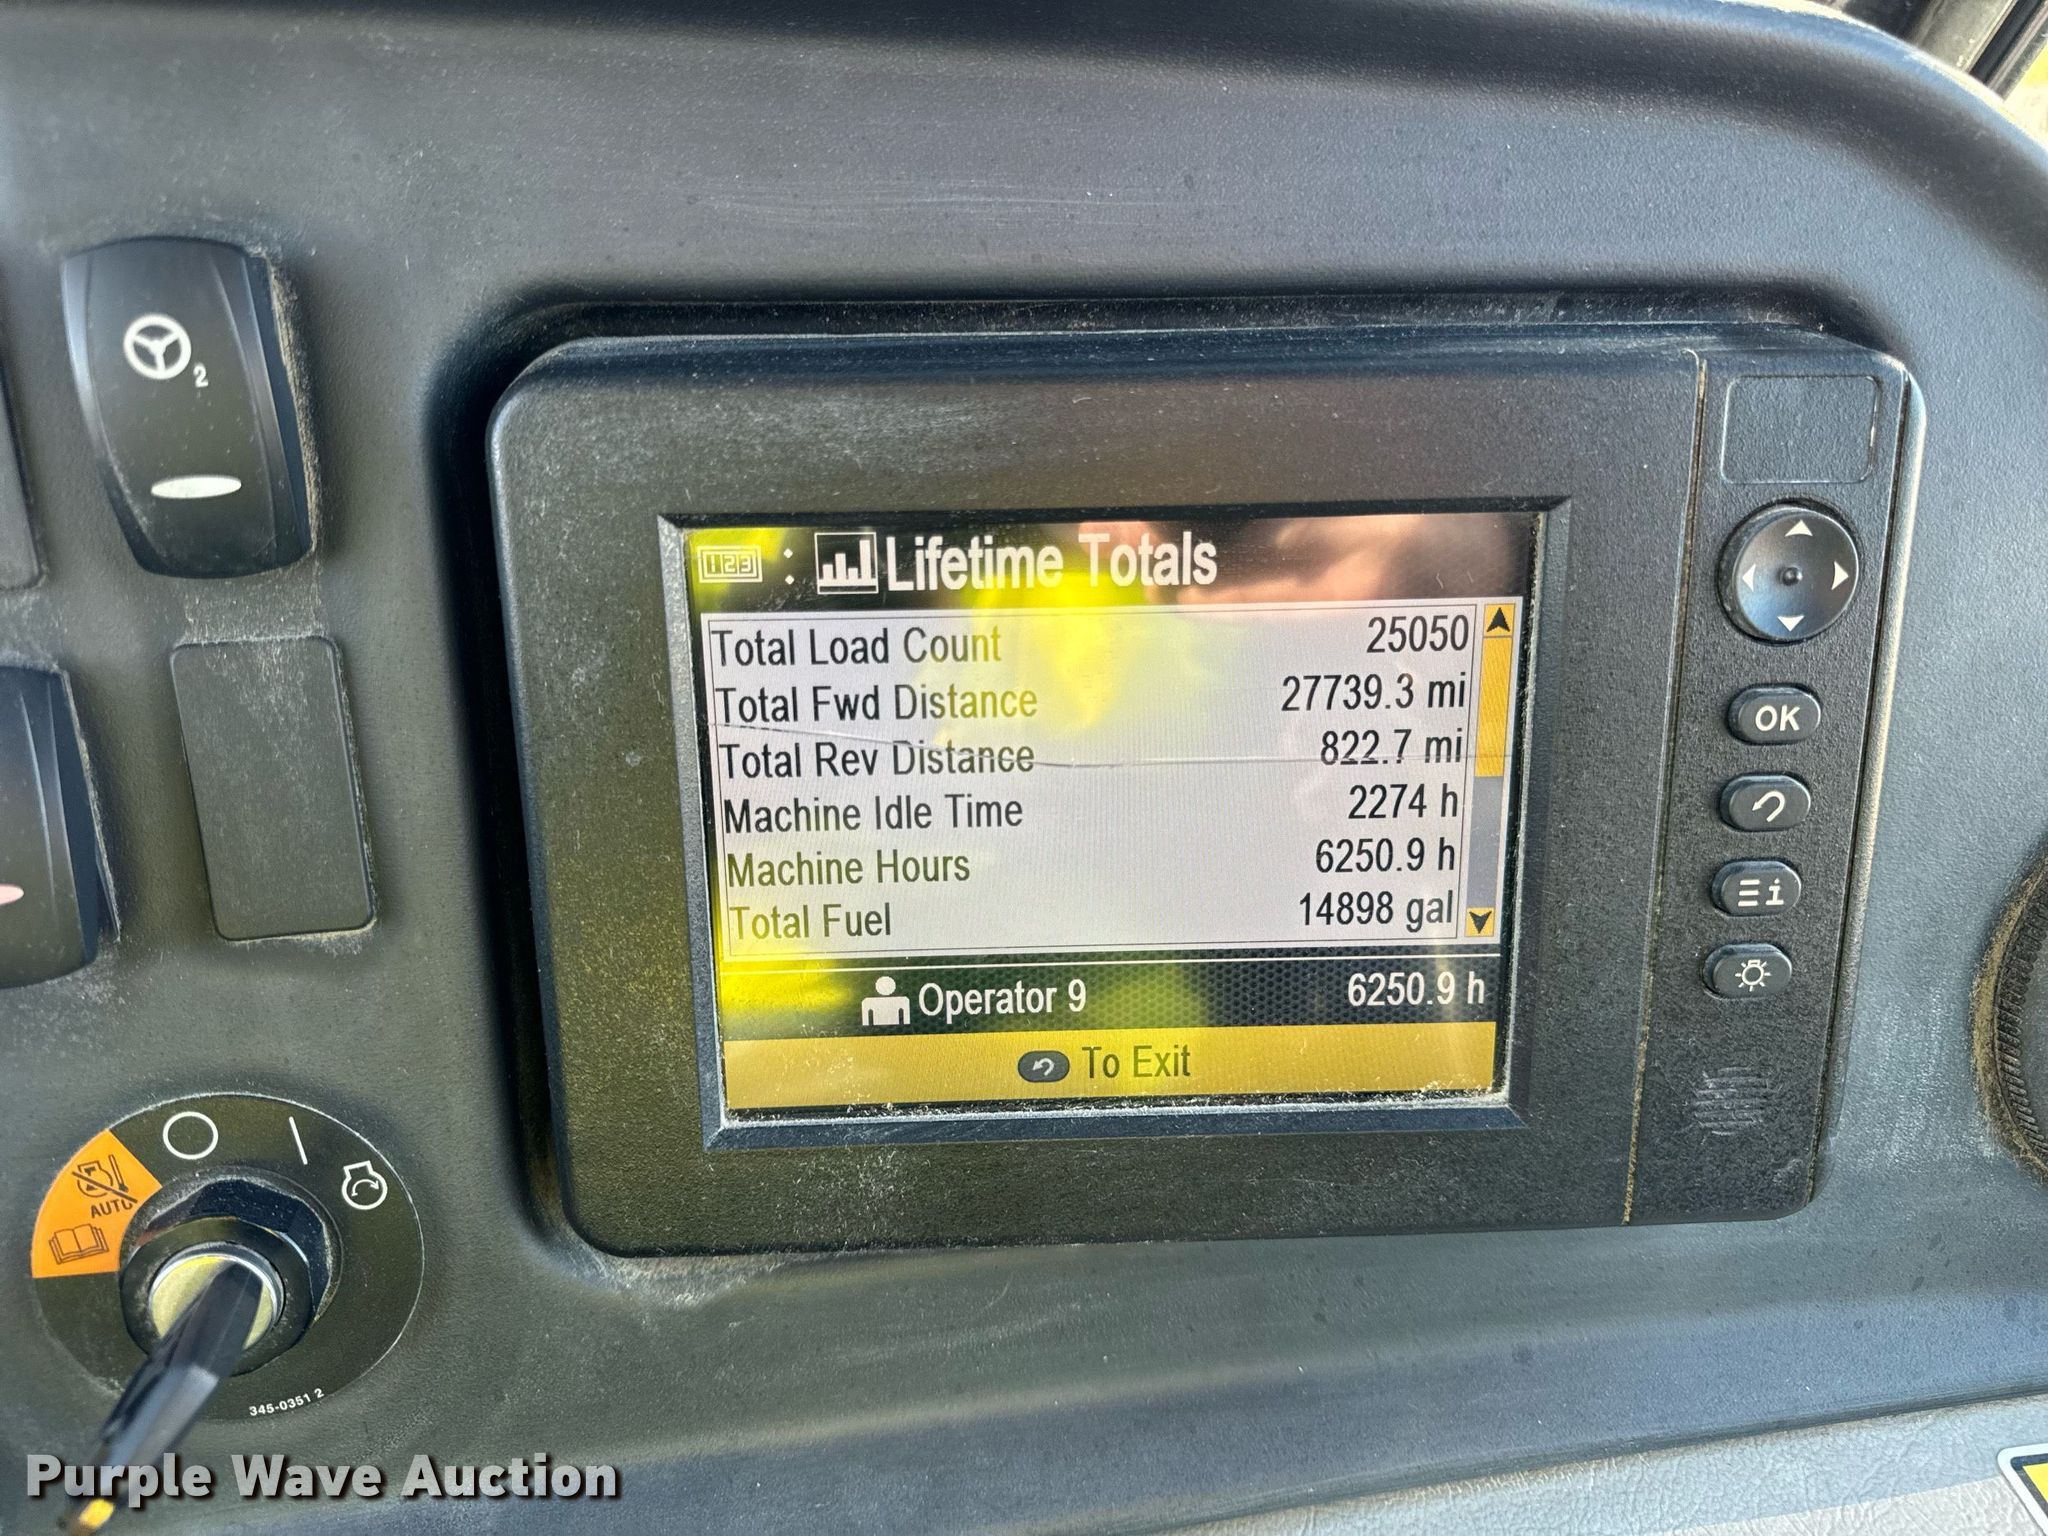 2
123 : Lifetime Totals
Total Load Count 25050
Total Fwd Distance 27739.3 mi
Total Rev Distance 822.7 mi
Machine Idle Time 2274 h
Machine Hours 6250.9 h
Total Fuel 14898 gal
Operator 9 6250.9 h
To Exit
OK
i
AUTO
345-0351 2
Purple Wave Auction